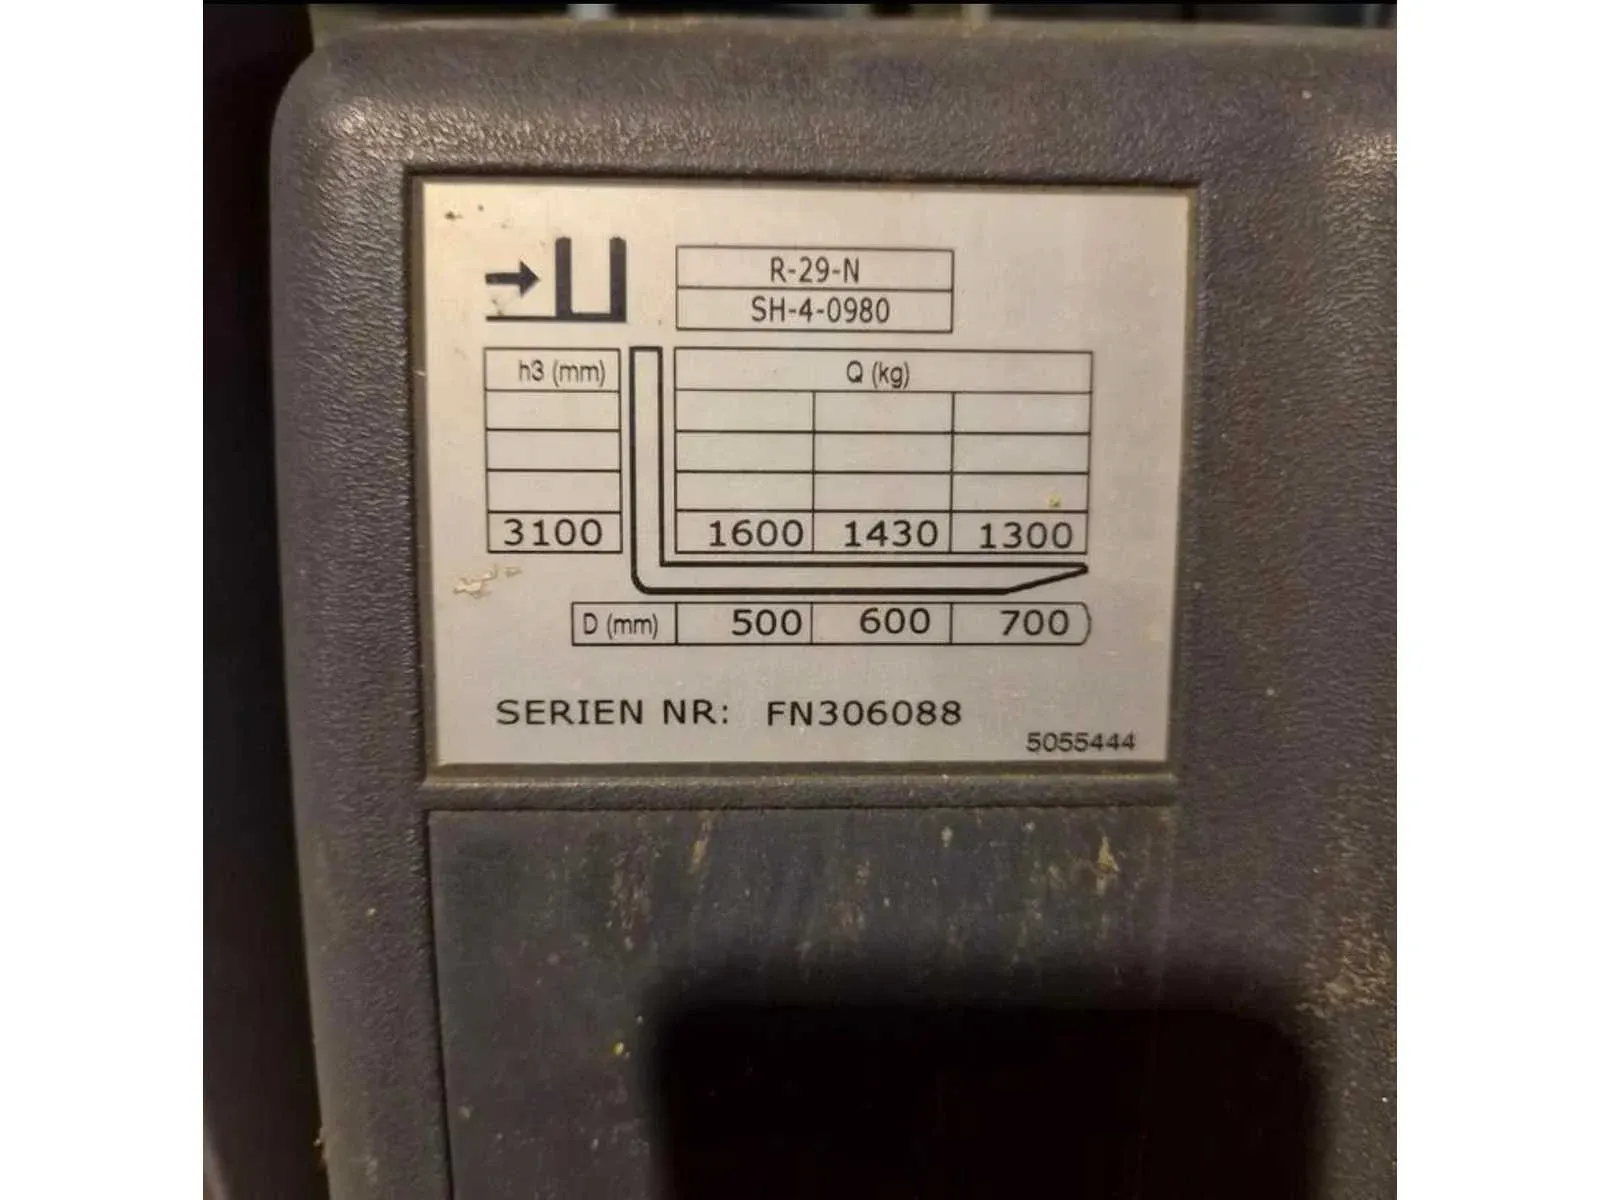 R-29-N
SH-4-0980
h3 (mm) Q (kg)
3100 1600 1430 1300
D (mm) 500 600 700
SERIEN NR: FN306088
5055444